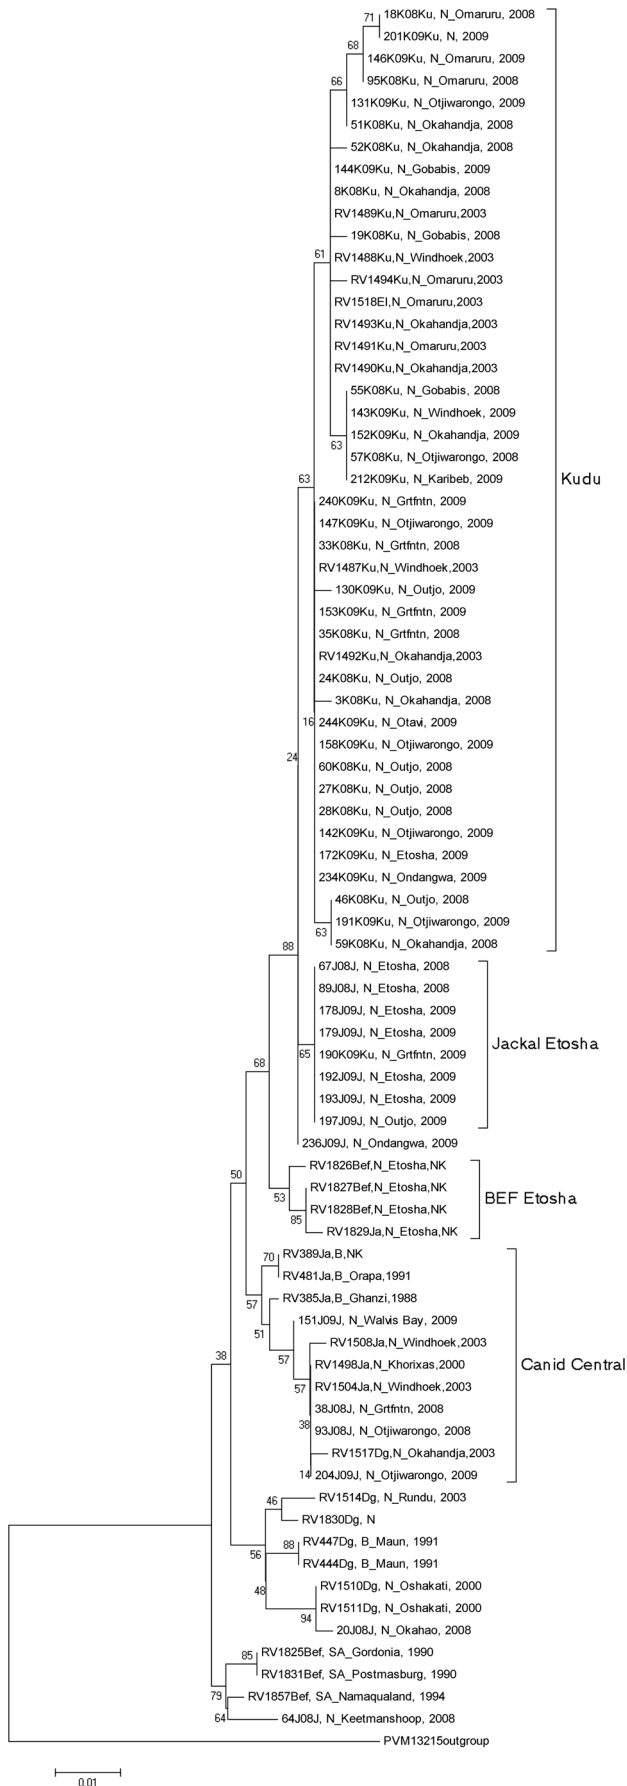 71
18K08Ku, N_Omaruru, 2008
201K09Ku, N, 2009
68
146K09Ku, N_Omaruru, 2009
95K08Ku, N_Omaruru, 2008
66
131K09Ku, N_Otjiwarongo, 2009
51K08Ku, N_Okahandja, 2008
52K08Ku, N_Okahandja, 2008
144K09Ku, N_Gobabis, 2009
8K08Ku, N_Okahandja, 2008
RV1489Ku,N_Omaruru,2003
19K08Ku, N_Gobabis, 2008
61
RV1488Ku,N_Windhoek,2003
RV1494Ku,N_Omaruru,2003
RV1518El,N_Omaruru,2003
RV1493Ku,N_Okahandja,2003
RV1491Ku,N_Omaruru,2003
RV1490Ku,N_Okahandja,2003
55K08Ku, N_Gobabis, 2008
143K09Ku, N_Windhoek, 2009
152K09Ku, N_Okahandja, 2009
63
57K08Ku, N_Otjiwarongo, 2008
212K09Ku, N_Karibeb, 2009
63
Kudu
240K09Ku, N_Grtfntn, 2009
147K09Ku, N_Otjiwarongo, 2009
33K08Ku, N_Grtfntn, 2008
RV1487Ku,N_Windhoek,2003
130K09Ku, N_Outjo, 2009
153K09Ku, N_Grtfntn, 2009
35K08Ku, N_Grtfntn, 2008
RV1492Ku,N_Okahandja,2003
24K08Ku, N_Outjo, 2008
3K08Ku, N_Okahandja, 2008
16
244K09Ku, N_Otavi, 2009
158K09Ku, N_Otjiwarongo, 2009
24
60K08Ku, N_Outjo, 2008
27K08Ku, N_Outjo, 2008
28K08Ku, N_Outjo, 2008
142K09Ku, N_Otjiwarongo, 2009
172K09Ku, N_Etosha, 2009
234K09Ku, N_Ondangwa, 2009
46K08Ku, N_Outjo, 2008
191K09Ku, N_Otjiwarongo, 2009
63
59K08Ku, N_Okahandja, 2008
88
67J08J, N_Etosha, 2008
89J08J, N_Etosha, 2008
178J09J, N_Etosha, 2009
179J09J, N_Etosha, 2009
Jackal Etosha
65
190K09Ku, N_Grtfntn, 2009
68
192J09J, N_Etosha, 2009
193J09J, N_Etosha, 2009
197J09J, N_Outjo, 2009
236J09J, N_Ondangwa, 2009
RV1826Bef,N_Etosha,NK
50
RV1827Bef,N_Etosha,NK
53
BEF Etosha
RV1828Bef,N_Etosha,NK
85
RV1829Ja,N_Etosha,NK
70
RV389Ja,B,NK
RV481Ja,B_Orapa,1991
57
RV385Ja,B_Ghanzi,1988
151J09J, N_Walvis Bay, 2009
51
RV1508Ja,N_Windhoek,2003
38
57
RV1498Ja,N_Khorixas,2000
Canid Central
57
RV1504Ja,N_Windhoek,2003
38J08J, N_Grtfntn, 2008
38
93J08J, N_Otjiwarongo, 2008
RV1517Dg,N_Okahandja,2003
14
204J09J, N_Otjiwarongo, 2009
46
RV1514Dg, N_Rundu, 2003
RV1830Dg, N
88
RV447Dg, B_Maun, 1991
56
RV444Dg, B_Maun, 1991
48
RV1510Dg, N_Oshakati, 2000
RV1511Dg, N_Oshakati, 2000
94
20J08J, N_Okahao, 2008
85
RV1825Bef, SA_Gordonia, 1990
RV1831Bef, SA_Postmasburg, 1990
79
RV1857Bef, SA_Namaqualand, 1994
64
64J08J, N_Keetmanshoop, 2008
PVM13215outgroup
0.01